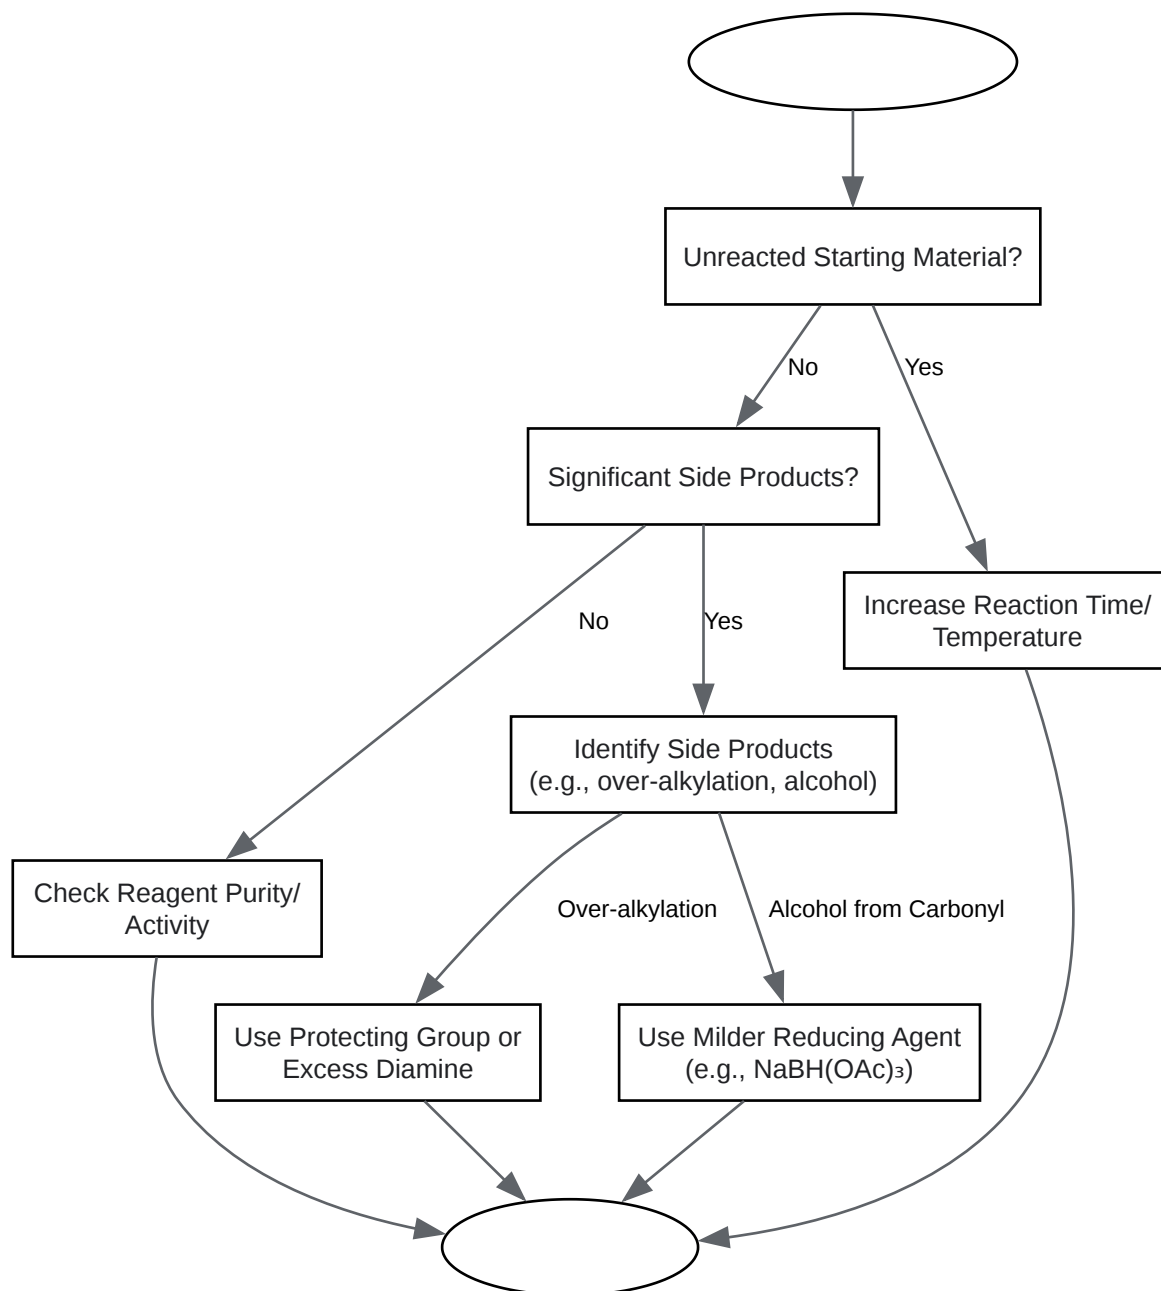 Unreacted Starting Material?
No
Yes
Significant Side Products?
Increase Reaction Time/
Temperature
No
Yes
Identify Side Products
(e.g., over-alkylation, alcohol)
Check Reagent Purity/
Activity
Over-alkylation
Alcohol from Carbonyl
Use Protecting Group or
Excess Diamine
Use Milder Reducing Agent
(e.g., NaBH(OAc)₃)